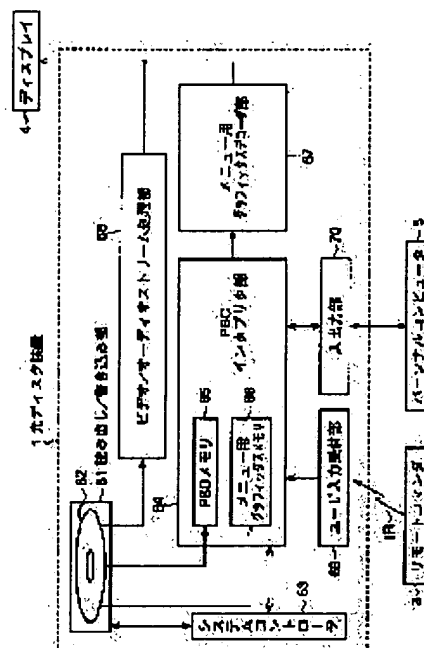 1 光ディスク装置
4 ディスプレイ
62
61 読み出し/書き込み部
68
ビデオ/オーディオストリーム処理部
64
PBC
インタプリタ部
65
PBCメモリ
66
メニュー用
グラフィックスメモリ
メニュー用
グラフィックスデコーダ部
67
63
システムコントローラ
69
ユーザ入力受付部
70
入出力部
IR
3
リモートコマンダ
パーソナルコンピュータ
5